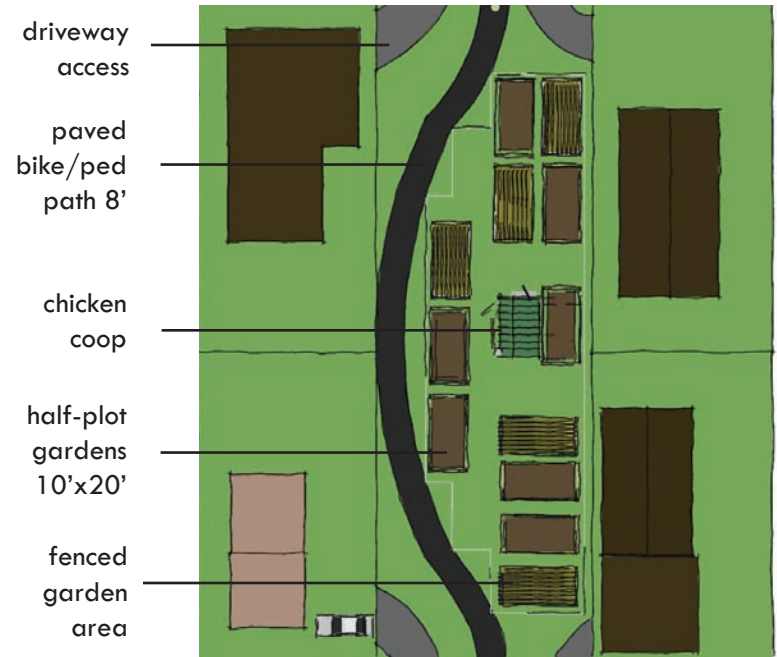 driveway
access
paved
bike/ped
path 8’
chicken
coop
half-plot
gardens
10’x20’
fenced
garden
area